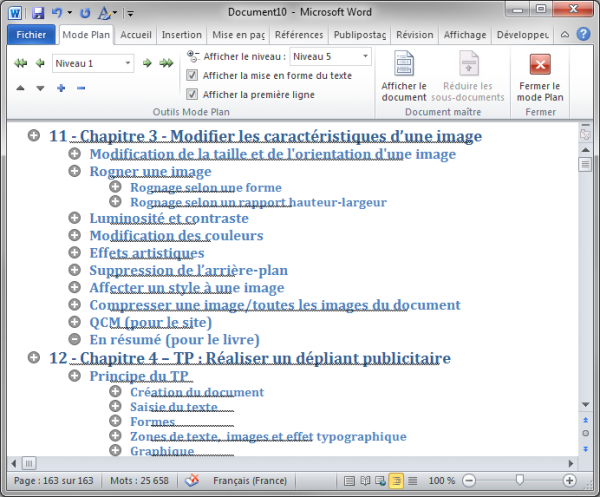 Document10 - Microsoft Word
Fichier Mode Plan Accueil Insertion Mise en pag Références Publipostag Révision Affichage Développeu
Niveau 1
Afficher le niveau : Niveau 5
Afficher la mise en forme du texte
Afficher la première ligne
Afficher le document
Réduire les sous-documents
Fermer le mode Plan
Outils Mode Plan Document maître Fermer
11 - Chapitre 3 - Modifier les caractéristiques d'une image
Modification de la taille et de l'orientation d'une image
Rogner une image
Rognage selon une forme
Rognage selon un rapport hauteur-largeur
Luminosité et contraste
Modification des couleurs
Effets artistiques
Suppression de l'arrière-plan
Affecter un style à une image
Compresser une image/toutes les images du document
QCM (pour le site)
En résumé (pour le livre)
12 - Chapitre 4 – TP : Réaliser un dépliant publicitaire
Principe du TP
Création du document
Saisie du texte
Formes
Zones de texte, images et effet typographique
Graphique
Page : 163 sur 163 Mots : 25 658 Français (France) 100 %